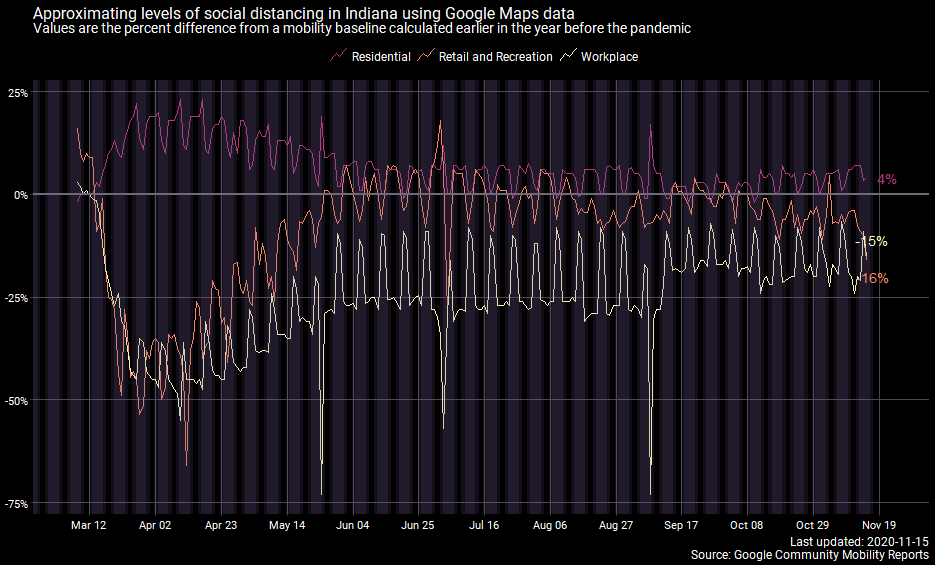 Approximating levels of social distancing in Indiana using Google Maps data
Values are the percent difference from a mobility baseline calculated earlier in the year before the pandemic
Residential Retail and Recreation Workplace
25%
0%
-25%
-50%
-75%
4%
-15%
16%
Mar 12 Apr 02 Apr 23 May 14 Jun 04 Jun 25 Jul 16 Aug 06 Aug 27 Sep 17 Oct 08 Oct 29 Nov 19
Last updated: 2020-11-15
Source: Google Community Mobility Reports